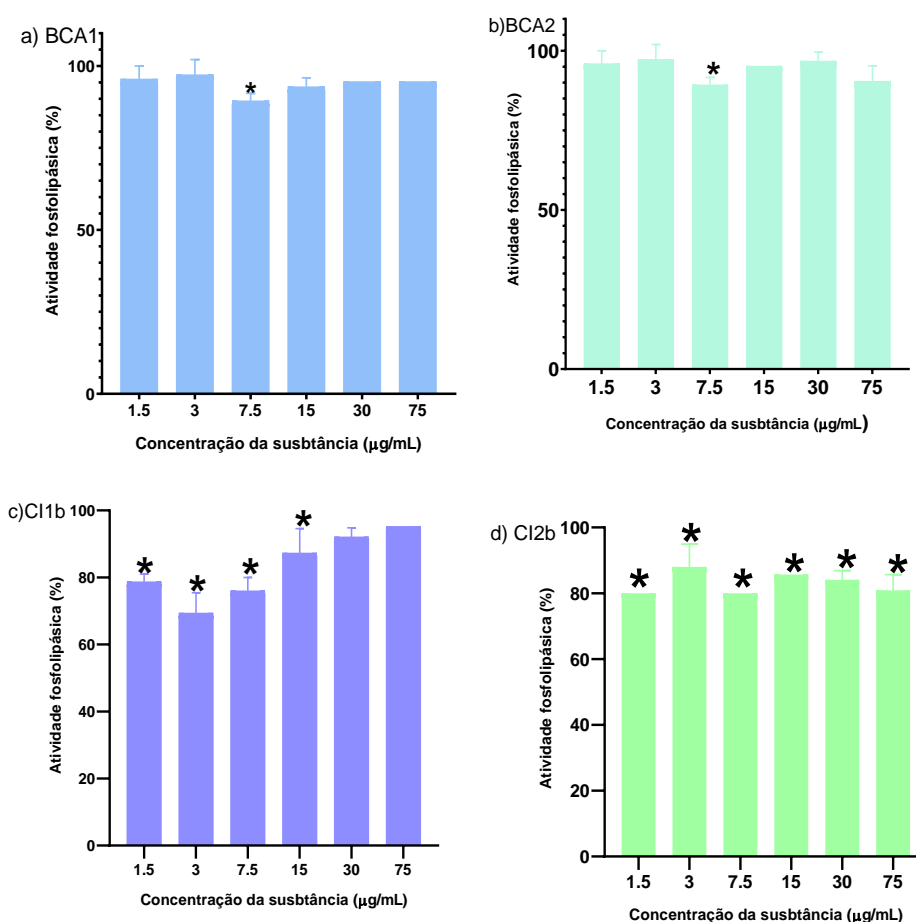 a) BCA1
Atividade fosfolipásica (%)
100
50
0
*
1.5 3 7.5 15 30 75
Concentração da susbtância (µg/mL)
b)BCA2
Atividade fosfolipásica (%)
100
50
0
*
1.5 3 7.5 15 30 75
Concentração da susbtância (µg/mL)
c)CI1b
Atividade fosfolipásica (%)
100
80
60
40
20
0
* * * *
1.5 3 7.5 15 30 75
Concentração da susbtância (µg/mL)
d) CI2b
Atividade fosfolipásica (%)
100
80
60
40
20
0
* * * * * *
1.5 3 7.5 15 30 75
Concentração da susbtância (µg/mL)